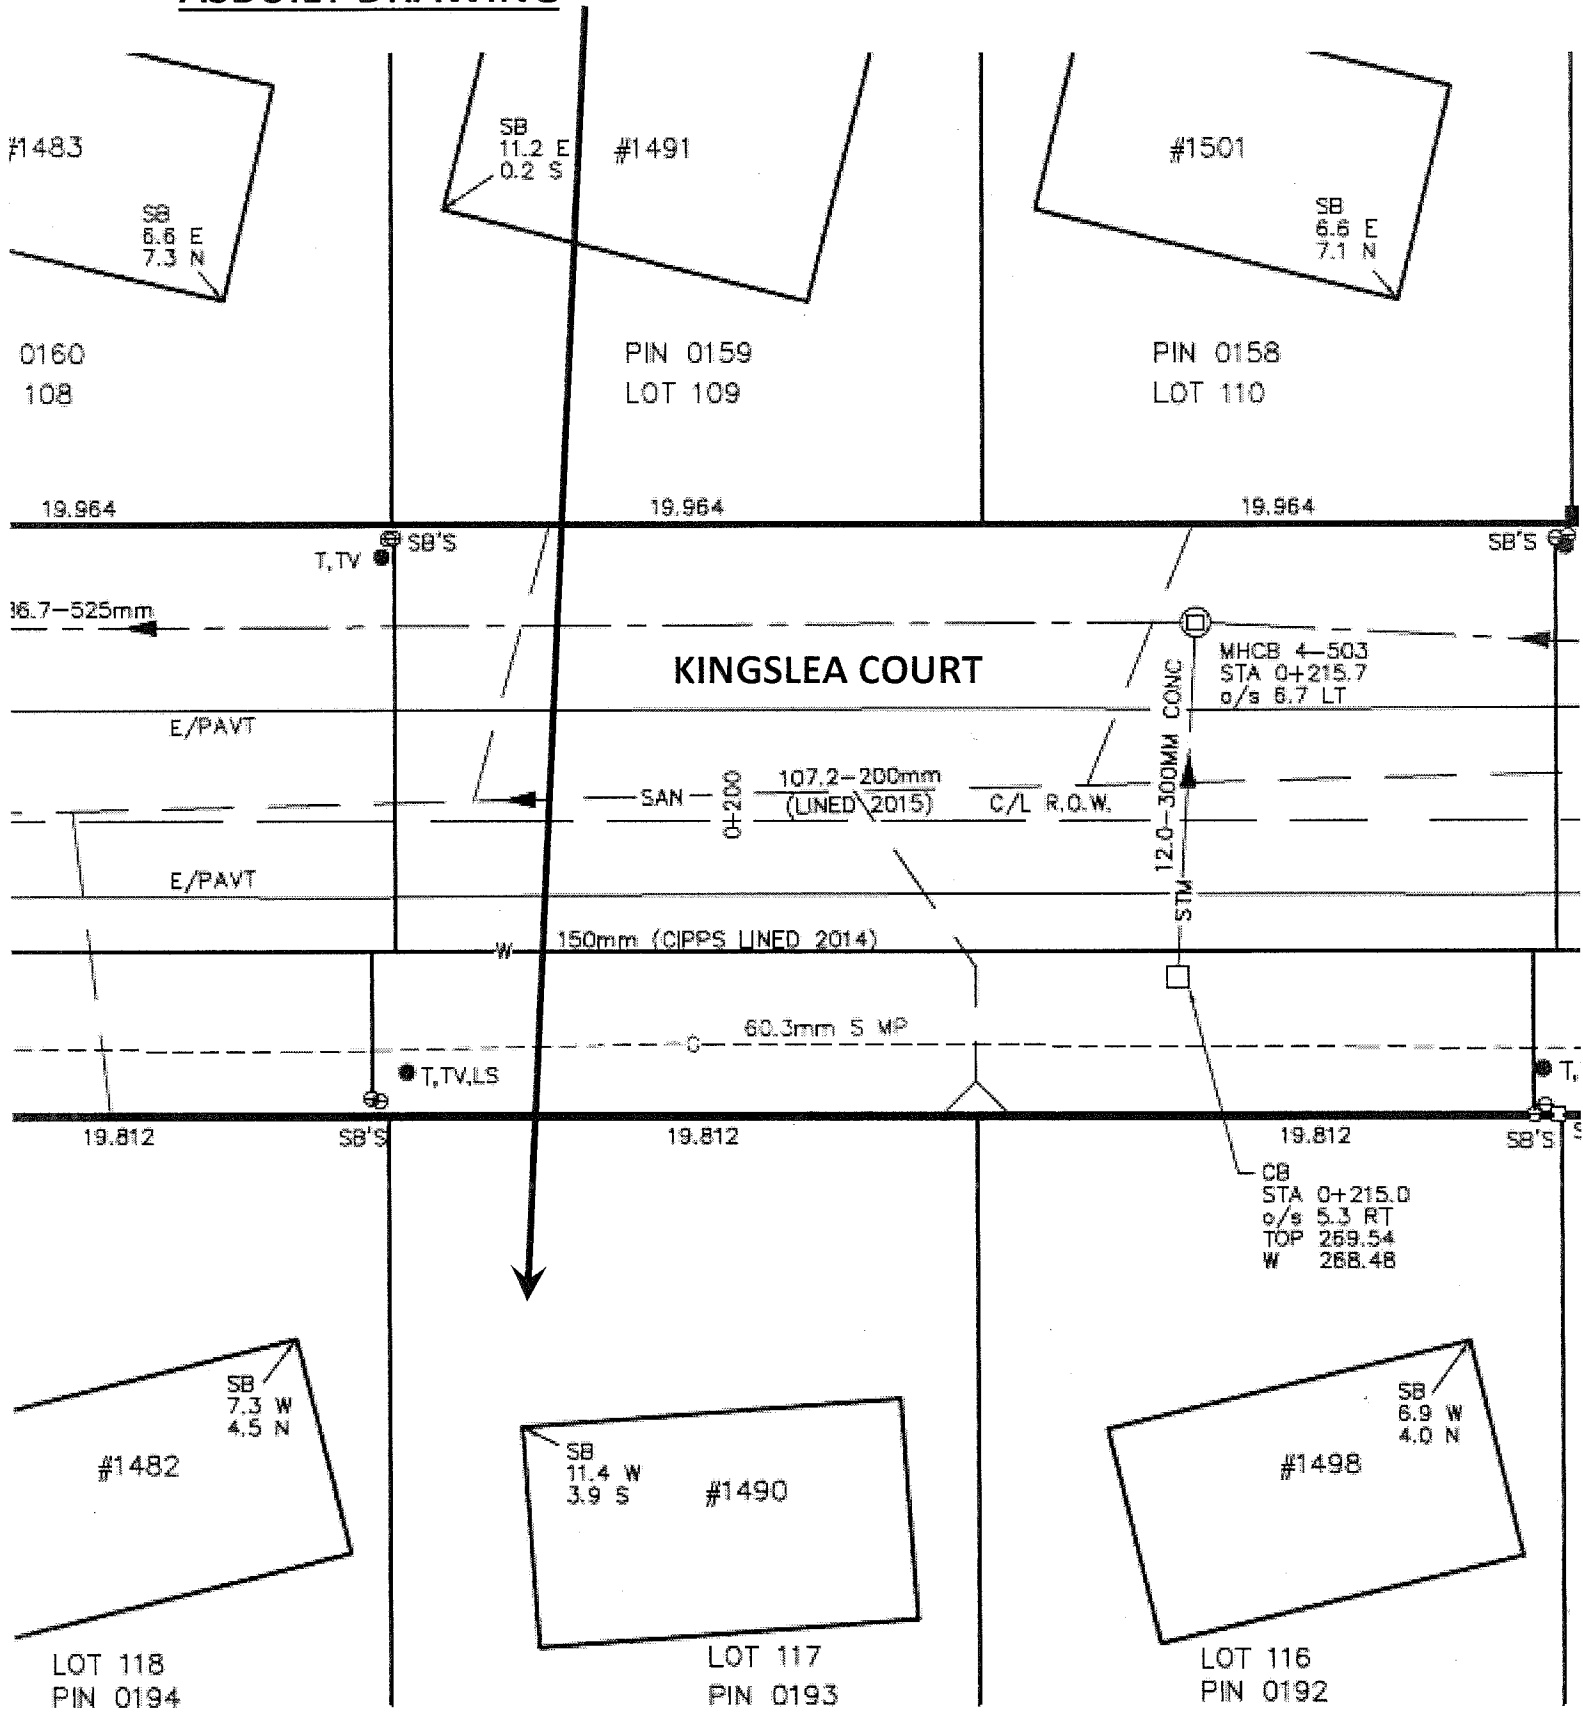 ASBUILT DRAWING
#1483
SB
6.6 E
7.3 N
SB
11.2 E
0.2 S
#1491
#1501
SB
6.6 E
7.1 N
0160
108
PIN 0159
LOT 109
PIN 0158
LOT 110
19.964
19.964
19.964
SB'S
T,TV
SB'S
36.7-525mm
KINGSLEA COURT
MHCB 4-503
STA 0+215.7
o/s 6.7 LT
E/PAVT
SAN
0+200
107.2-200mm
(LINED 2015)
C/L R.O.W.
STM 12.0-300MM CONC
E/PAVT
W
150mm (CIPPS LINED 2014)
60.3mm S MP
G
T,TV,LS
T,
19.812
SB'S
19.812
19.812
SB'S
S
CB
STA 0+215.0
o/s 5.3 RT
TOP 269.54
W 268.48
SB
7.3 W
4.5 N
#1482
SB
11.4 W
3.9 S
#1490
SB
6.9 W
4.0 N
#1498
LOT 118
PIN 0194
LOT 117
PIN 0193
LOT 116
PIN 0192